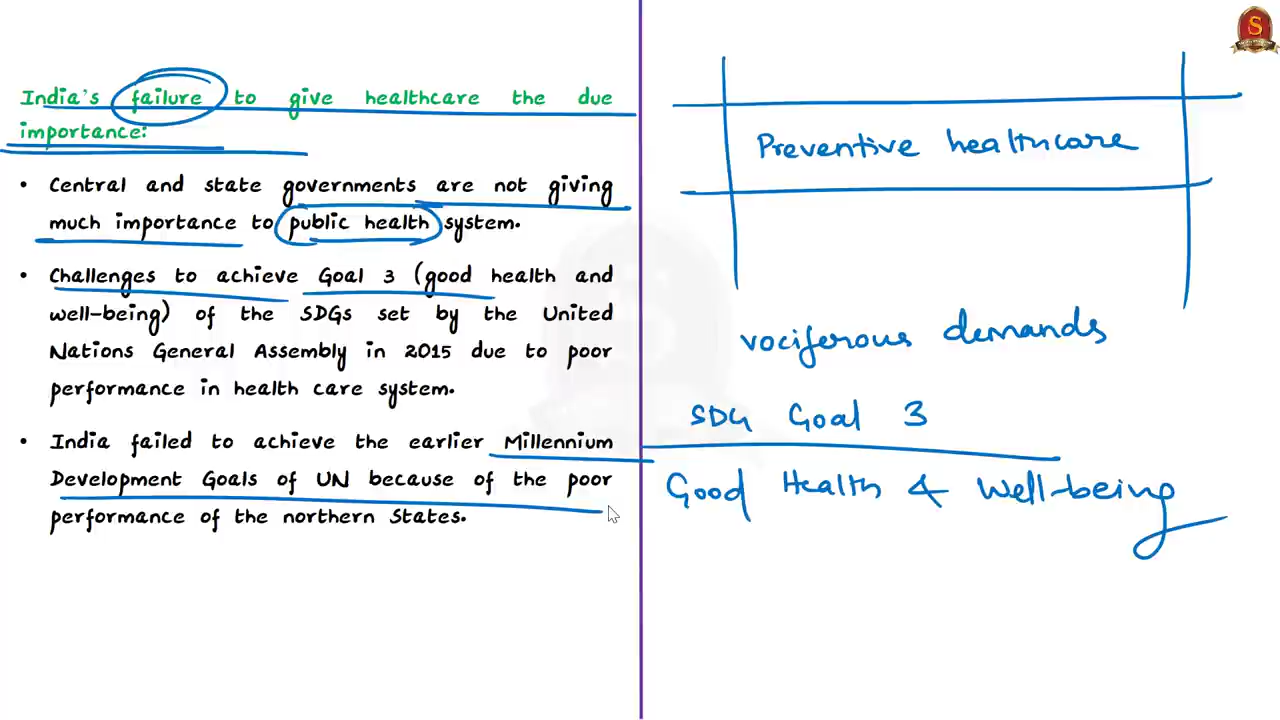 India's failure to give healthcare the due
importance:
• Central and state governments are not giving
much importance to public health system.
• Challenges to achieve Goal 3 (good health and
well-being) of the SDGs set by the United
Nations General Assembly in 2015 due to poor
performance in health care system.
• India failed to achieve the earlier Millennium
Development Goals of UN because of the poor
performance of the northern States.
Preventive healthcare
vociferous demands
SDG Goal 3
Good Health & Well-being
S